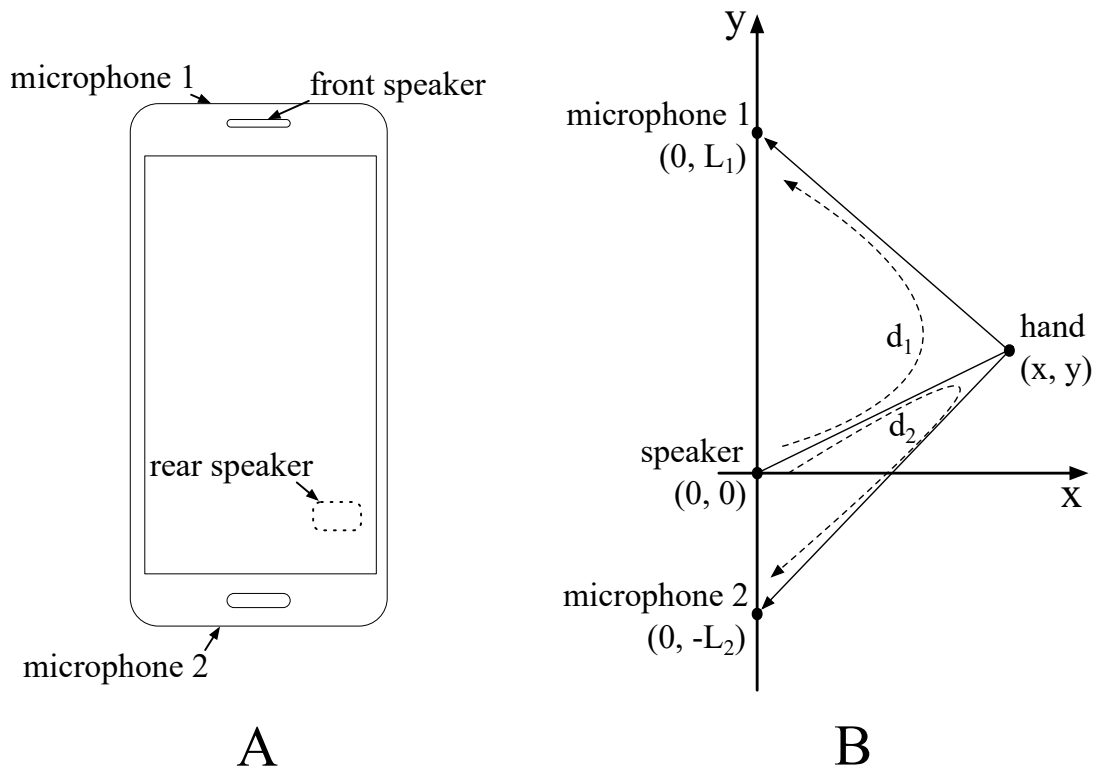 microphone 1
front speaker
rear speaker
microphone 2
A
y
microphone 1
(0, L₁)
d₁
hand
(x, y)
d₂
speaker
(0, 0)
x
microphone 2
(0, -L₂)
B